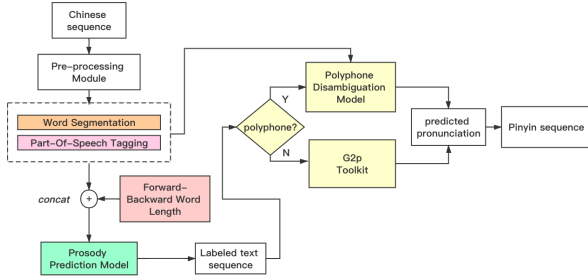 Chinese
sequence
Pre-processing
Module
Word Segmentation
Part-Of-Speech Tagging
concat
+
Forward-
Backward Word
Length
Prosody
Prediction Model
Labeled text
sequence
polyphone?
Y
N
Polyphone
Disambiguation
Model
G2p
Toolkit
predicted
pronunciation
Pinyin sequence